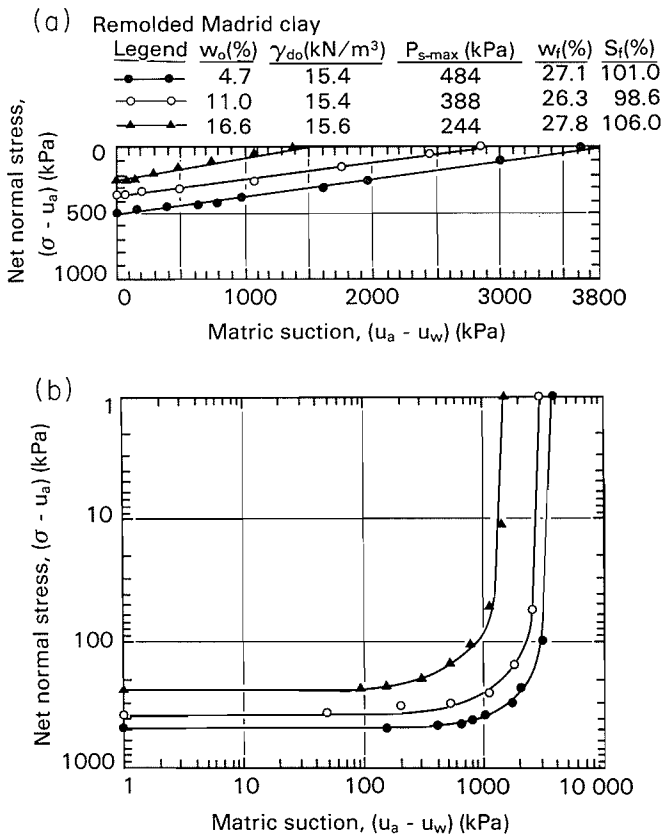 (a) Remolded Madrid clay
Legend w₀(%) γdo(kN/m³) Ps-max (kPa) wf(%) Sf(%)
4.7 15.4 484 27.1 101.0
11.0 15.4 388 26.3 98.6
16.6 15.6 244 27.8 106.0
Net normal stress, (σ - ua) (kPa)
0
500
1000
0 1000 2000 3000 3800
Matric suction, (ua - uw) (kPa)
(b)
Net normal stress, (σ - ua) (kPa)
1
10
100
1000
1 10 100 1000 10 000
Matric suction, (ua - uw) (kPa)